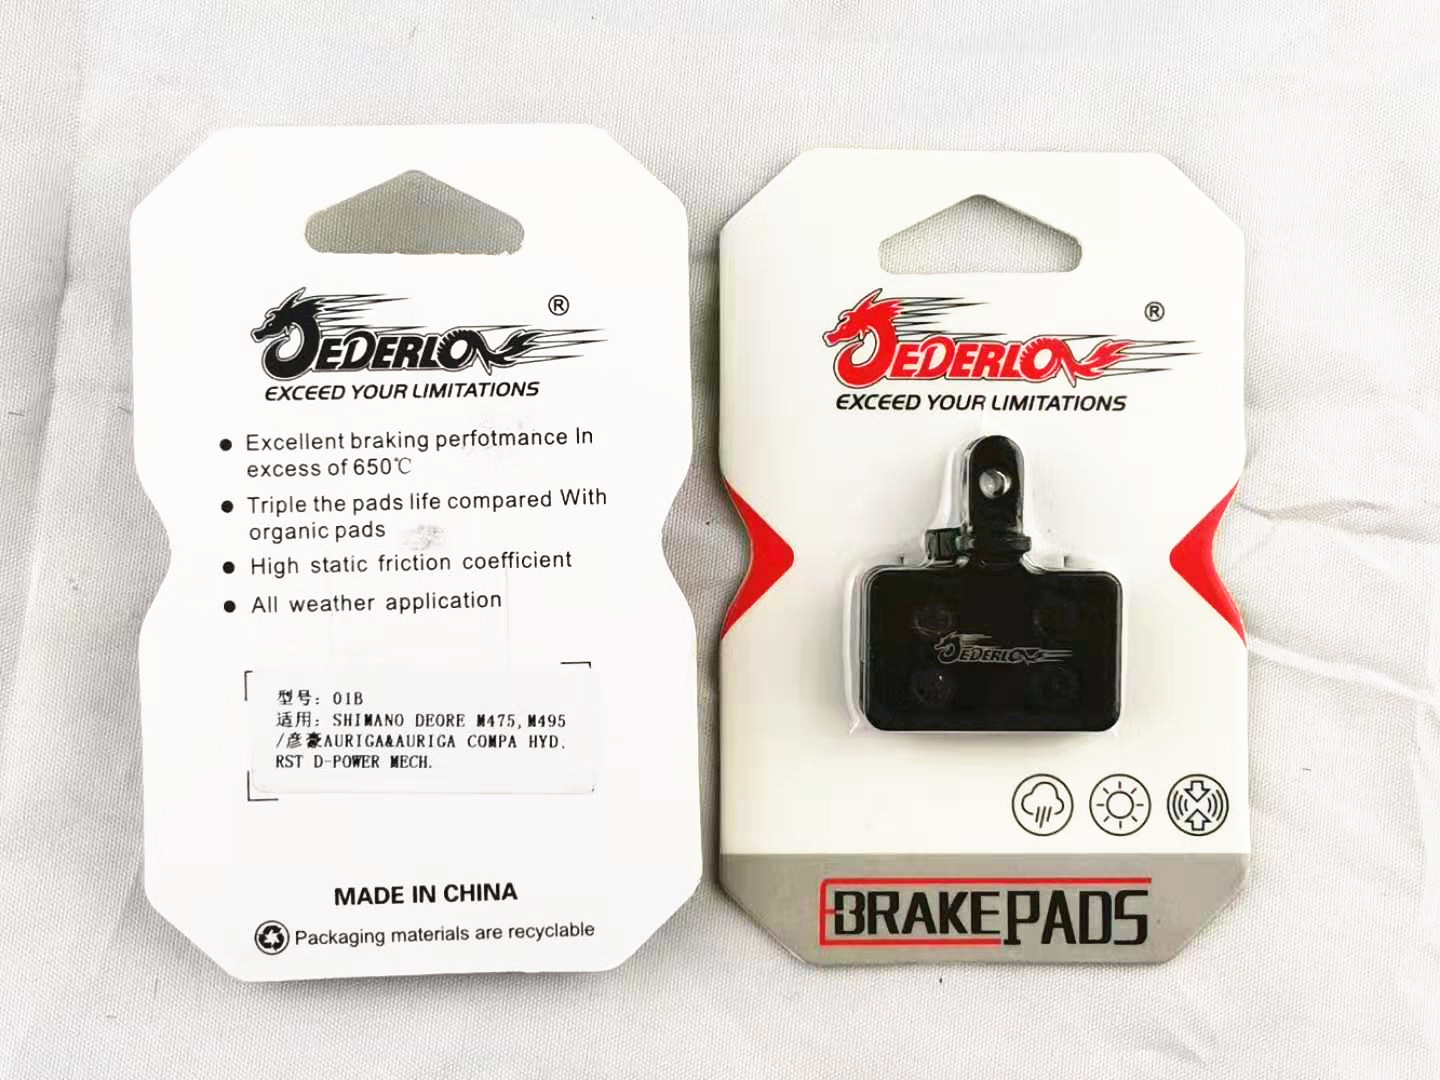 JEDERLO
®
EXCEED YOUR LIMITATIONS
Excellent braking perfotmance In
excess of 650℃
Triple the pads life compared With
organic pads
High static friction coefficient
All weather application
型号: 01B
适用: SHIMANO DEORE M475,M495
/彦豪AURIGA&AURIGA COMPA HYD.
RST D-POWER MECH.
MADE IN CHINA
Packaging materials are recyclable
JEDERLO
®
EXCEED YOUR LIMITATIONS
JEDERLO
BRAKEPADS